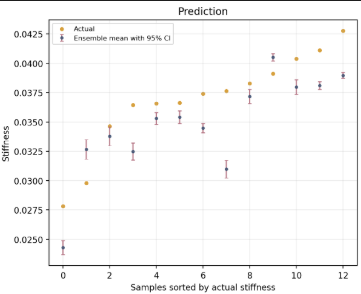 Prediction
Actual
Ensemble mean with 95% CI
Stiffness
0.0425
0.0400
0.0375
0.0350
0.0325
0.0300
0.0275
0.0250
0 2 4 6 8 10 12
Samples sorted by actual stiffness